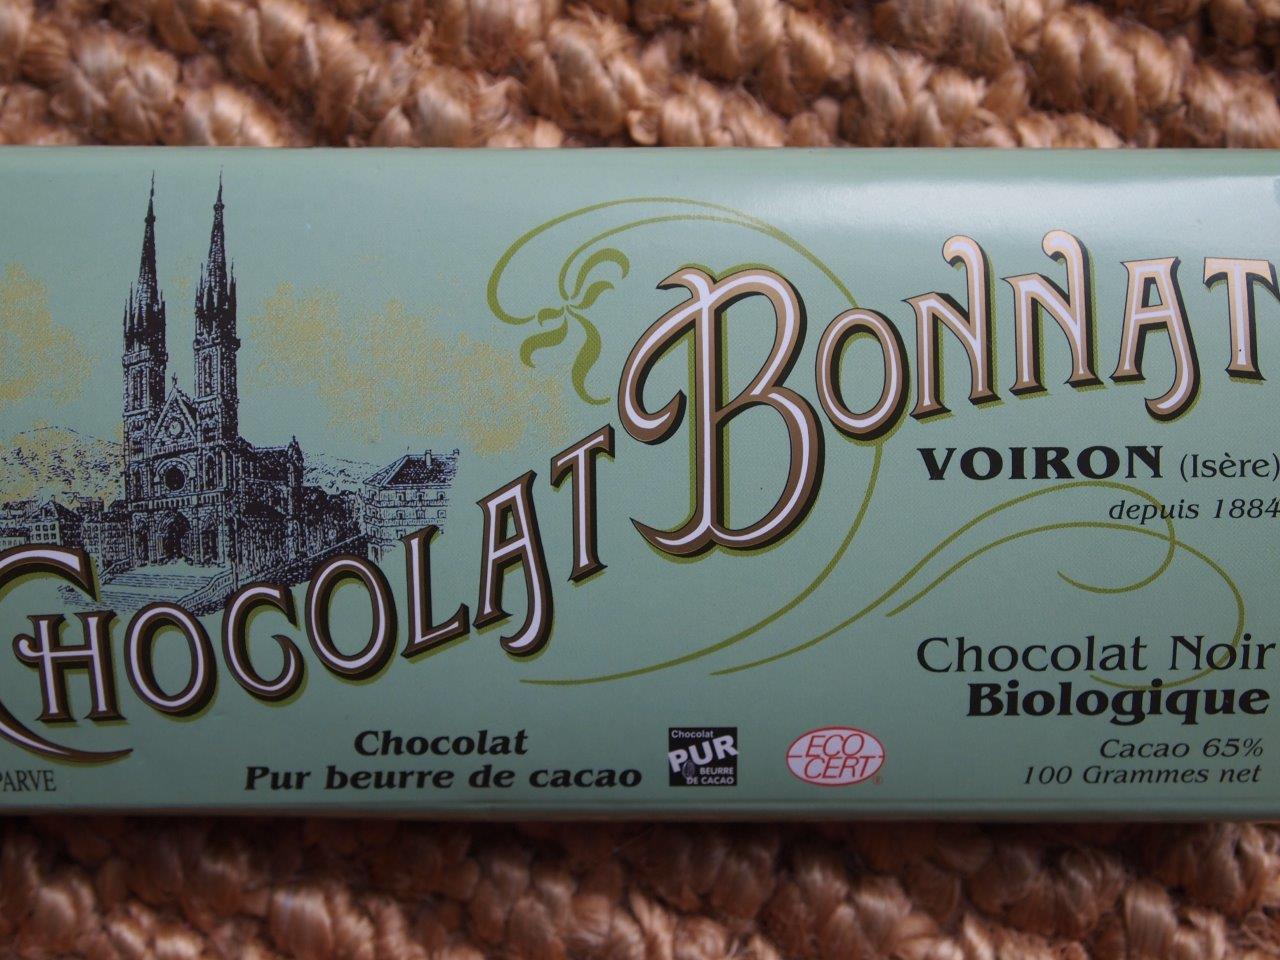 CHOCOLAT BONNAT
VOIRON (Isère)
depuis 1884
Chocolat Noir
Biologique
Cacao 65%
100 Grammes net
Chocolat
Pur beurre de cacao
Chocolat
PUR
BEURRE
DE CACAO
ECO
CERT
®
PARVE